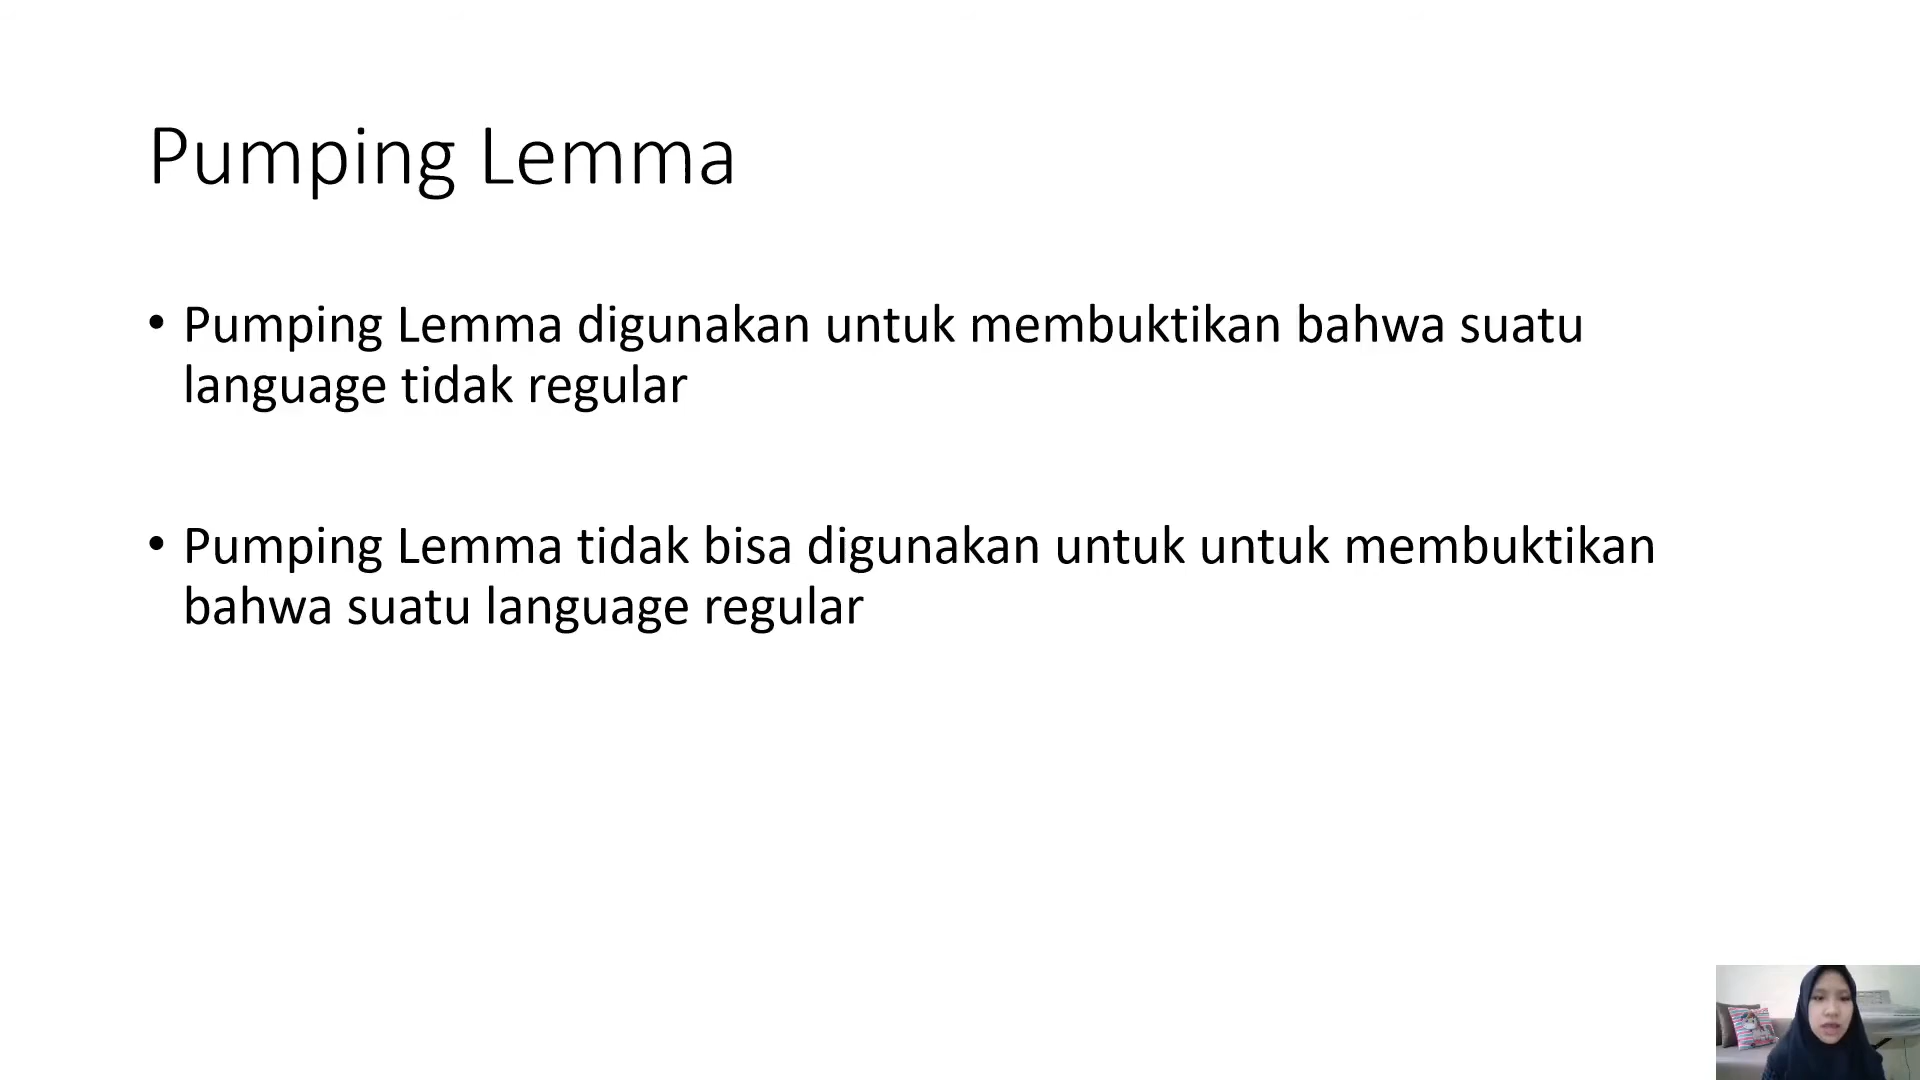 Pumping Lemma
• Pumping Lemma digunakan untuk membuktikan bahwa suatu
language tidak regular
• Pumping Lemma tidak bisa digunakan untuk untuk membuktikan
bahwa suatu language regular